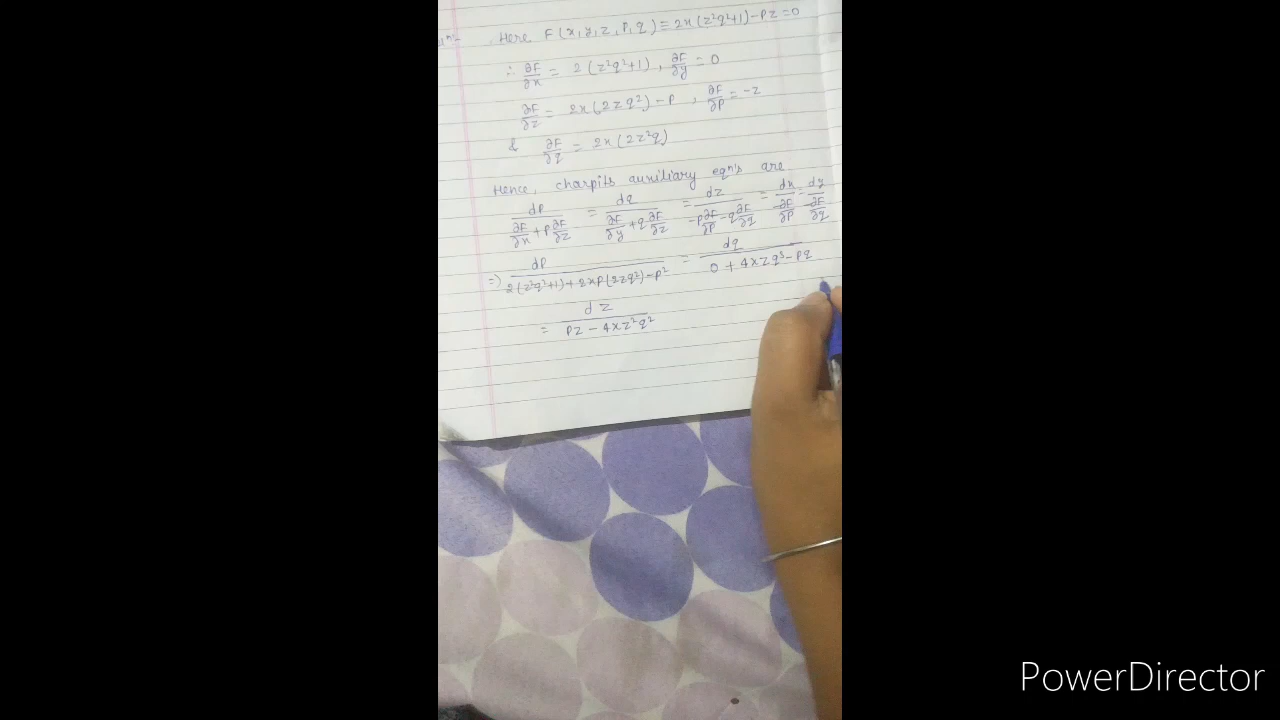 Here F(x,y,z,p,q) = 2x(z²q²+1)-pz=0
∴ ∂F/∂x = 2(z²q²+1), ∂F/∂y = 0
∂F/∂z = 2x(2zq²)-p, ∂F/∂p = -z
& ∂F/∂q = 2x(2z²q)
Hence, charpits auxiliary eqⁿs are
dp/(∂F/∂x + p∂F/∂z) = dq/(∂F/∂y + q∂F/∂z) = dz/(-p∂F/∂p - q∂F/∂q) = dx/(-∂F/∂p) = dy/(-∂F/∂q)
=) dp/(2(z²q²+1)+2xp(2zq²)-p²) = dq/(0+4xzq³-pq)
= dz/(pz-4xz²q²)
PowerDirector